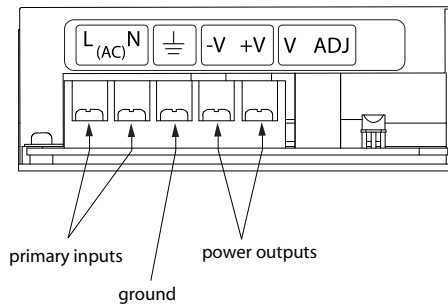 L (AC) N ⏚ -V +V V ADJ
primary inputs
power outputs
ground